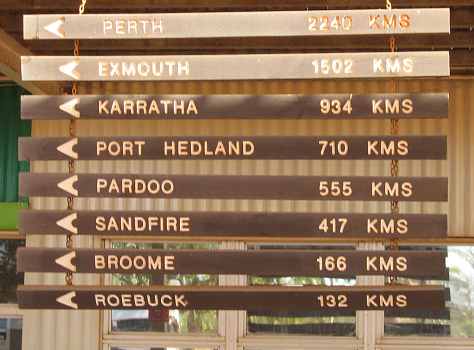 PERTH 2240 KMS
EXMOUTH 1502 KMS
KARRATHA 934 KMS
PORT HEDLAND 710 KMS
PARDOO 555 KMS
SANDFIRE 417 KMS
BROOME 166 KMS
ROEBUCK 132 KMS